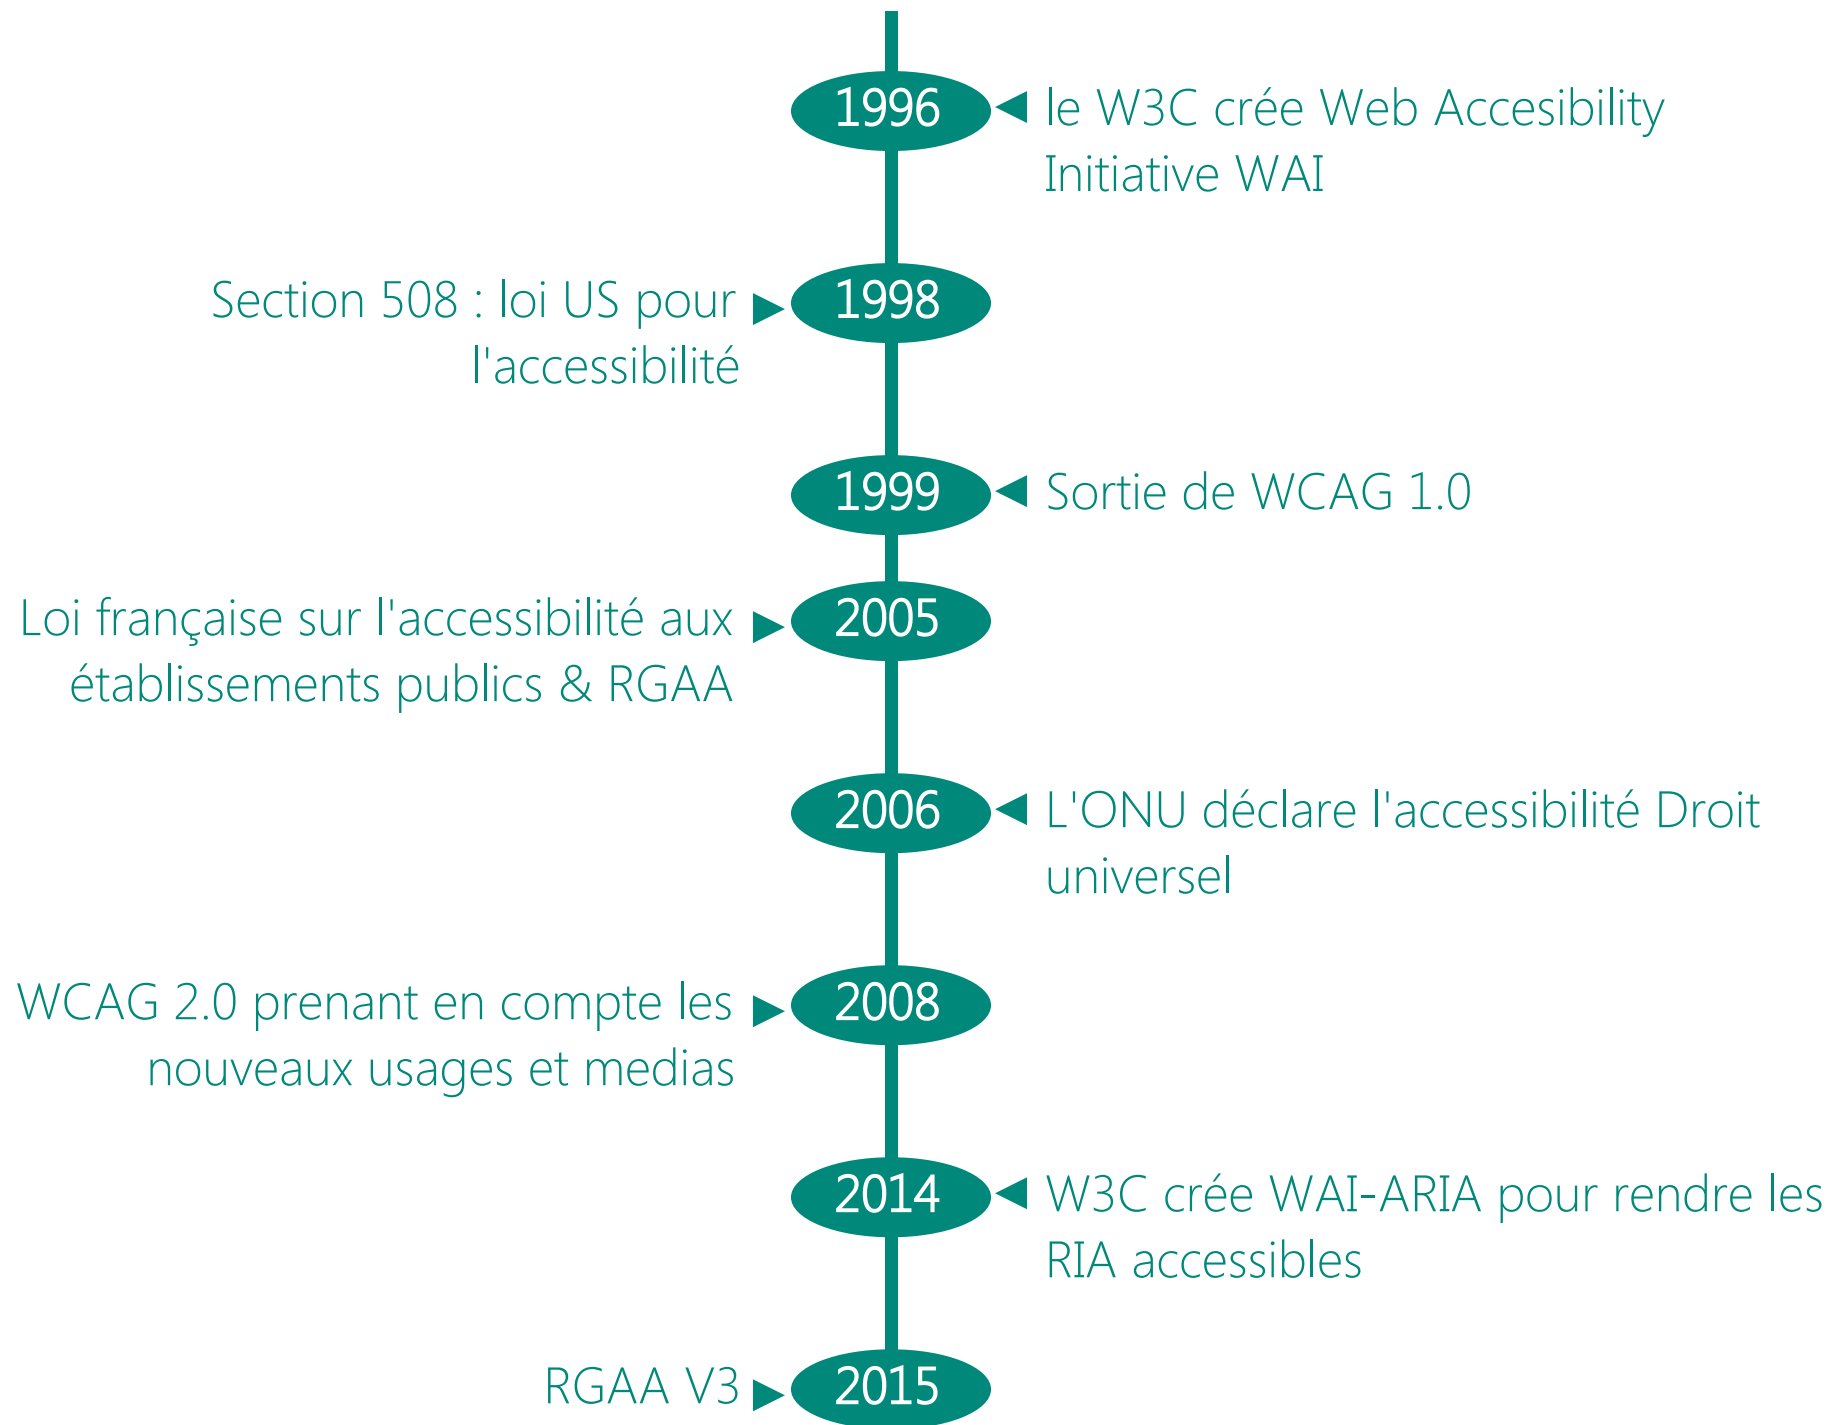 1996
le W3C crée Web Accesibility
Initiative WAI
Section 508 : loi US pour
l'accessibilité
1998
1999
Sortie de WCAG 1.0
Loi française sur l'accessibilité aux
établissements publics & RGAA
2005
2006
L'ONU déclare l'accessibilité Droit
universel
WCAG 2.0 prenant en compte les
nouveaux usages et medias
2008
2014
W3C crée WAI-ARIA pour rendre les
RIA accessibles
RGAA V3
2015